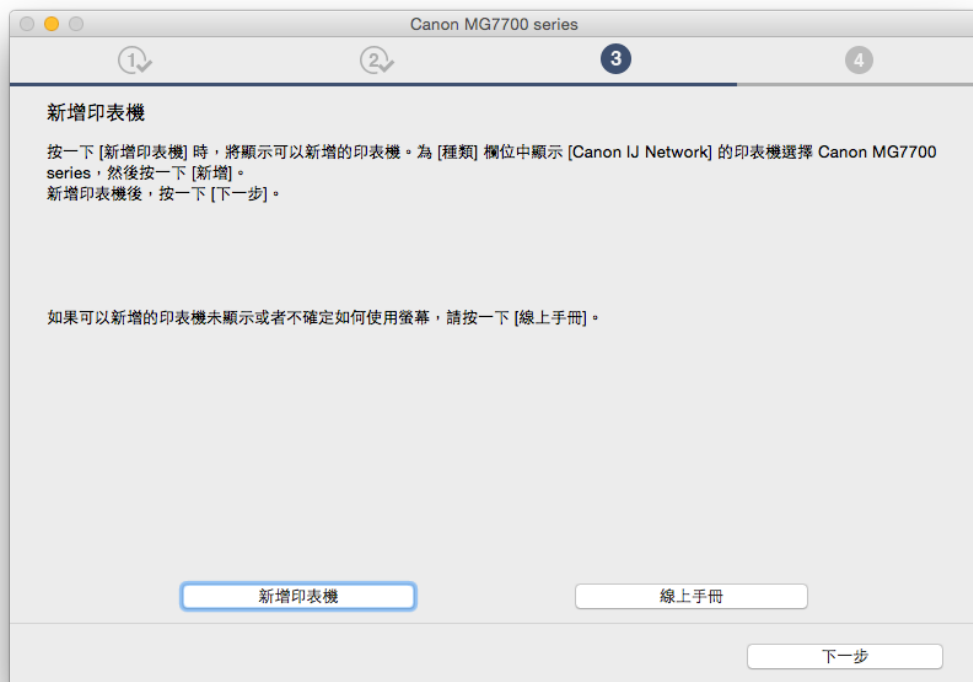 Canon MG7700 series
1
2
3
4
新增印表機
按一下 [新增印表機] 時，將顯示可以新增的印表機。為 [種類] 欄位中顯示 [Canon IJ Network] 的印表機選擇 Canon MG7700
series，然後按一下 [新增]。
新增印表機後，按一下 [下一步]。
如果可以新增的印表機未顯示或者不確定如何使用螢幕，請按一下 [線上手冊]。
新增印表機
線上手冊
下一步